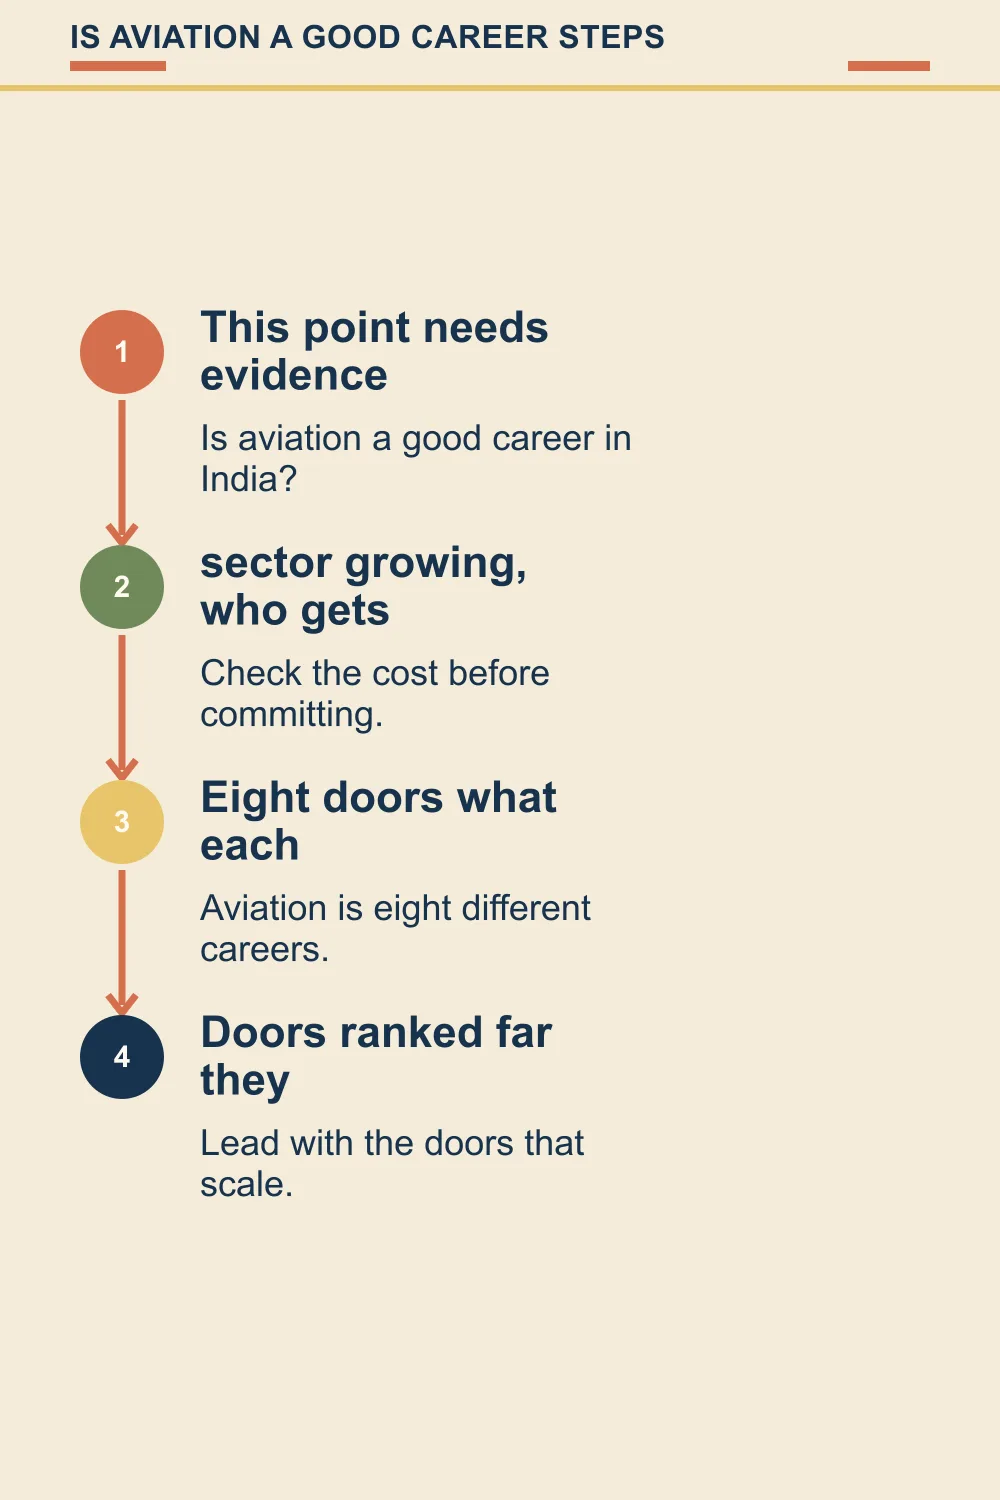 IS AVIATION A GOOD CAREER STEPS
1
This point needs
evidence
Is aviation a good career in
India?
2
sector growing,
who gets
Check the cost before
committing.
3
Eight doors what
each
Aviation is eight different
careers.
4
Doors ranked far
they
Lead with the doors that
scale.